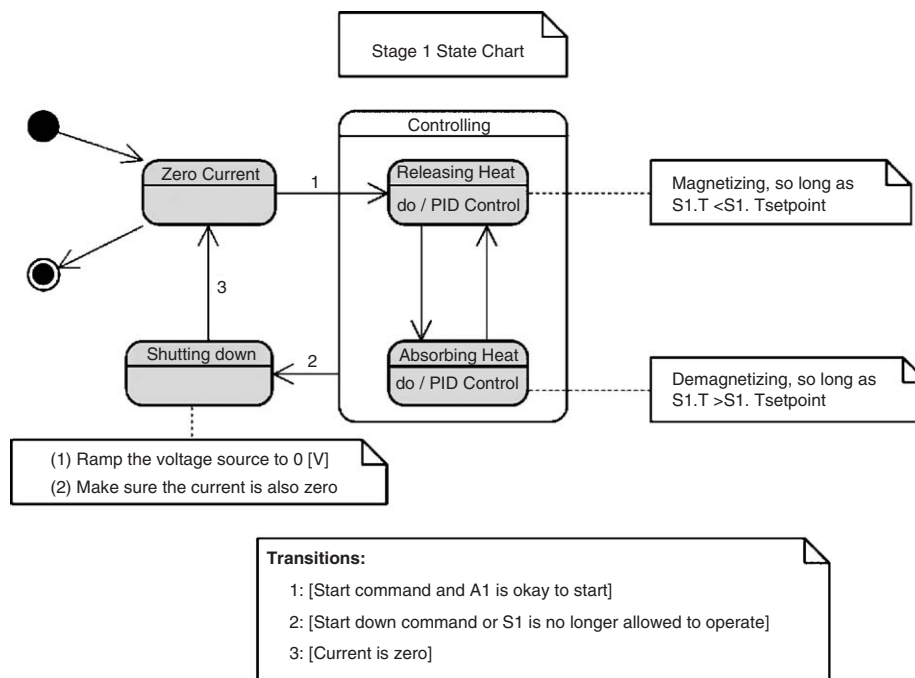 Stage 1 State Chart
Controlling
Zero Current
1
Releasing Heat
do / PID Control
Magnetizing, so long as
S1.T <S1. Tsetpoint
3
Shutting down
2
Absorbing Heat
do / PID Control
Demagnetizing, so long as
S1.T >S1. Tsetpoint
(1) Ramp the voltage source to 0 [V]
(2) Make sure the current is also zero
Transitions:
1: [Start command and A1 is okay to start]
2: [Start down command or S1 is no longer allowed to operate]
3: [Current is zero]